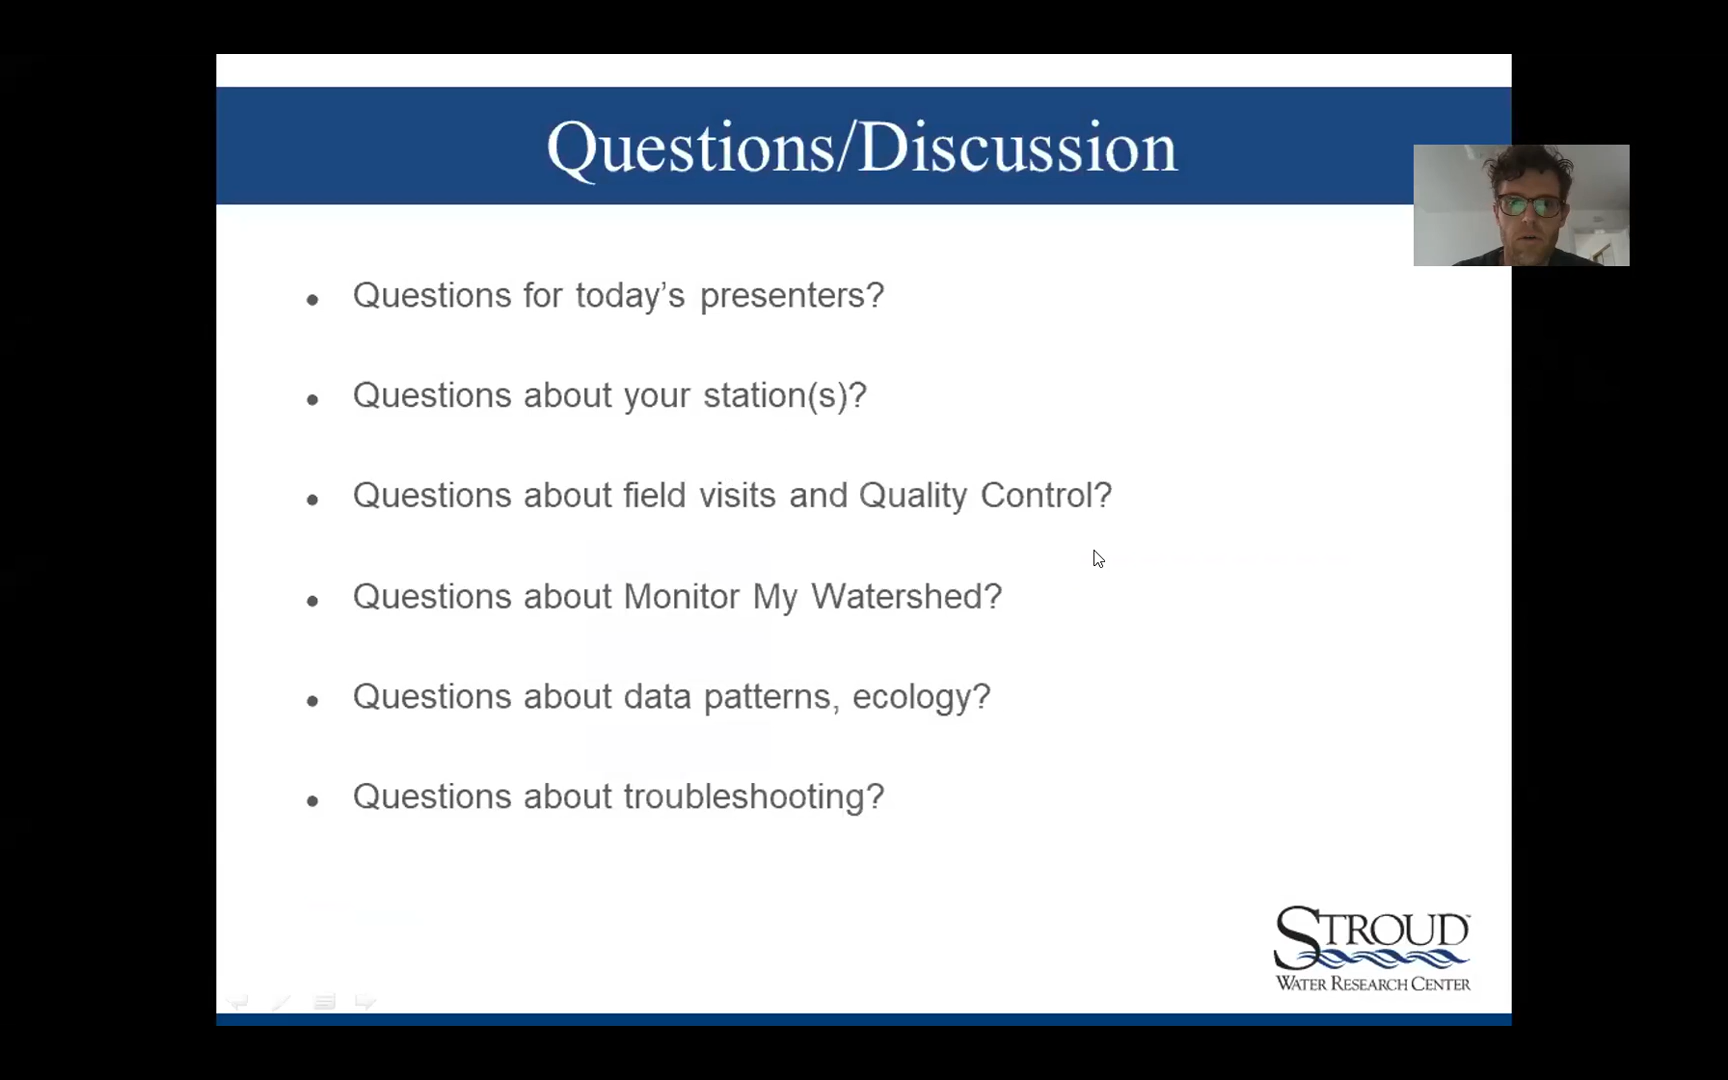 Questions/Discussion
• Questions for today’s presenters?
• Questions about your station(s)?
• Questions about field visits and Quality Control?
• Questions about Monitor My Watershed?
• Questions about data patterns, ecology?
• Questions about troubleshooting?
STROUD™
WATER RESEARCH CENTER